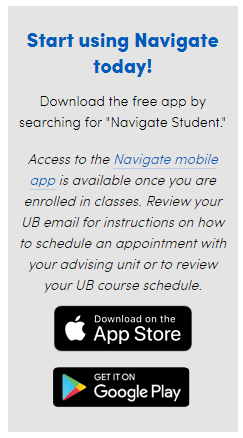 Start using Navigate
today!
Download the free app by
searching for "Navigate Student."
Access to the Navigate mobile
app is available once you are
enrolled in classes. Review your
UB email for instructions on how
to schedule an appointment with
your advising unit or to review
your UB course schedule.
Download on the
App Store
GET IT ON
Google Play